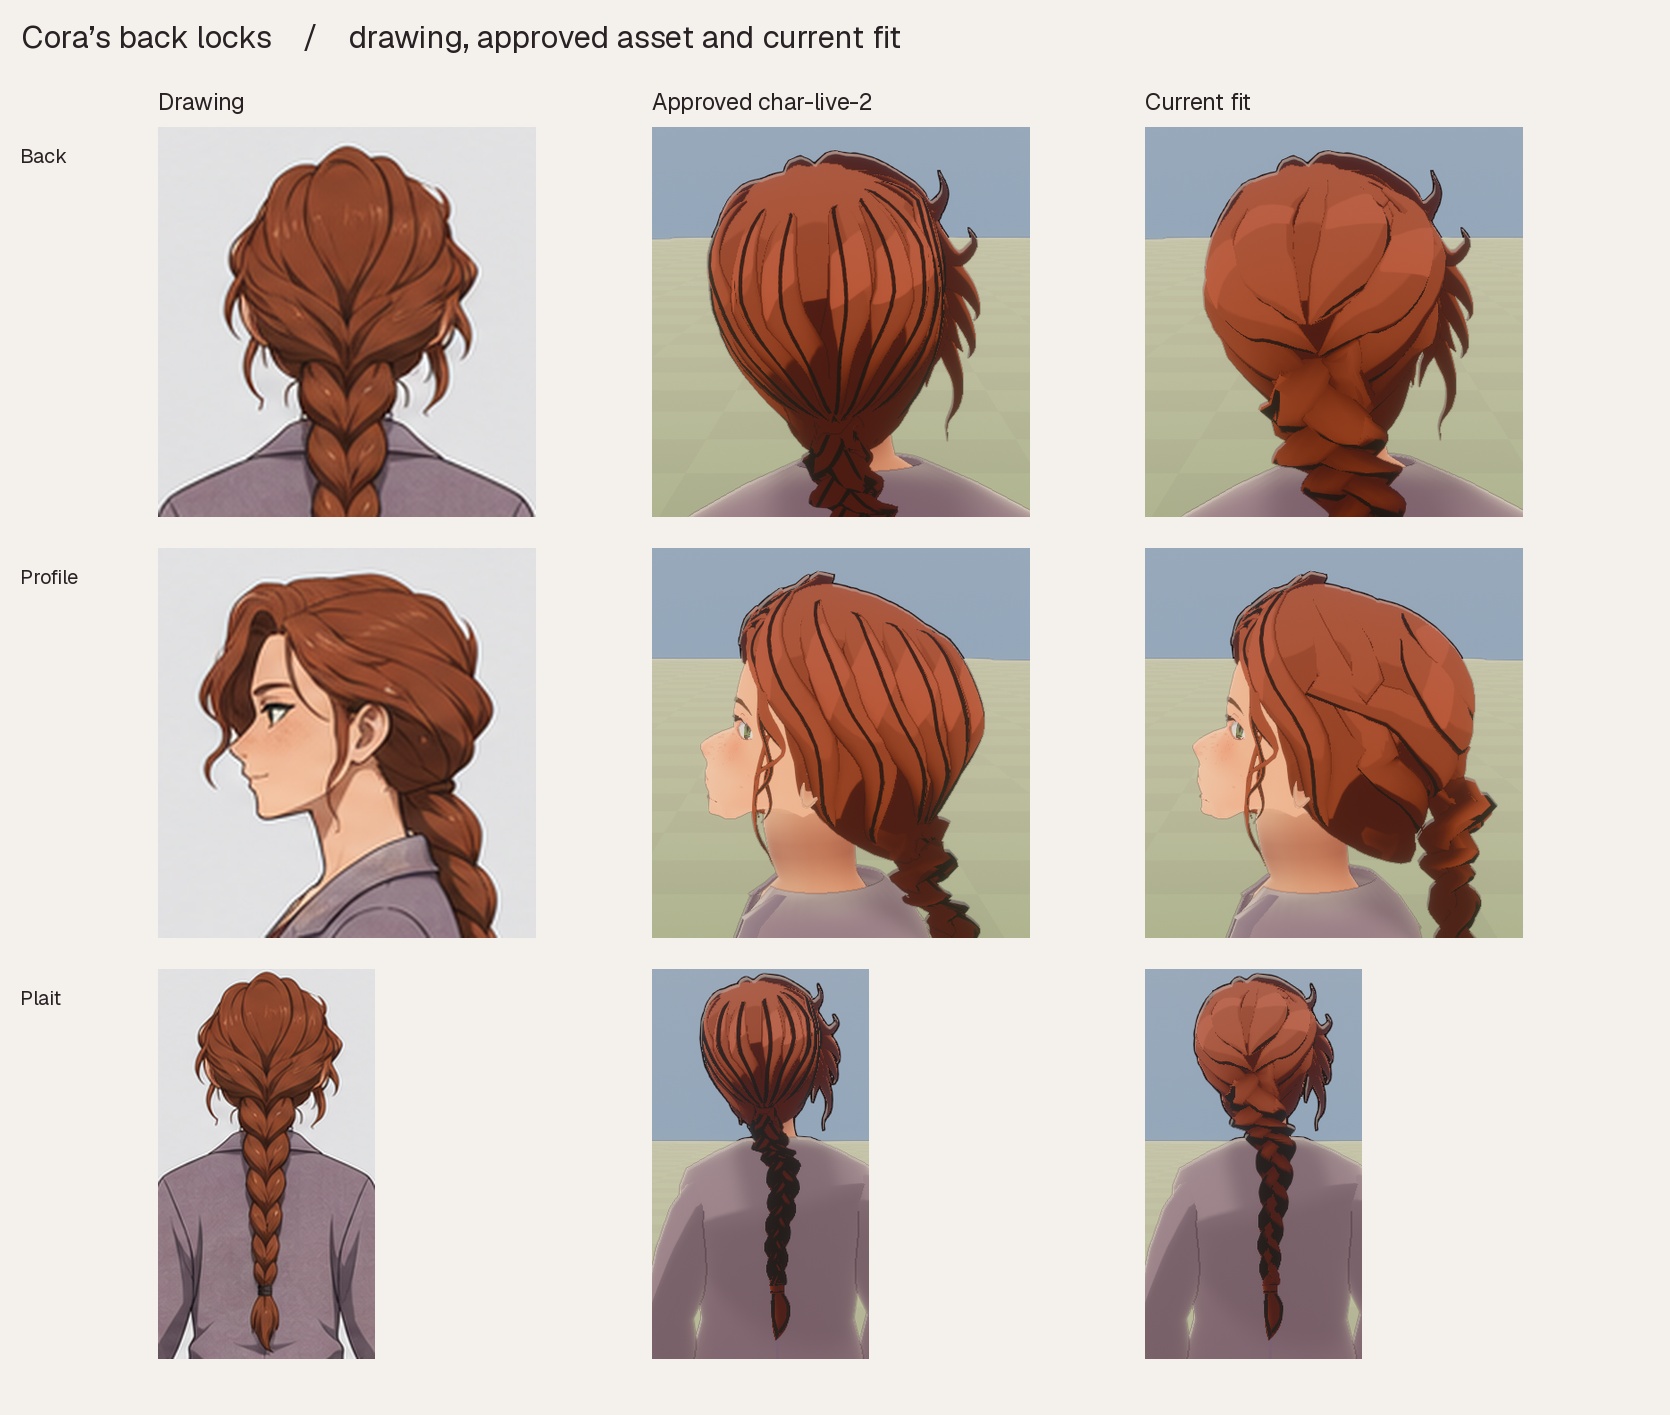 Cora’s back locks / drawing, approved asset and current fit
Drawing Approved char-live-2 Current fit
Back
Profile
Plait